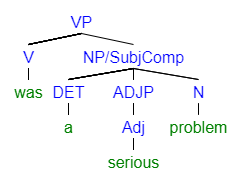 VP
V NP/SubjComp
was DET ADJP N
a Adj problem
serious